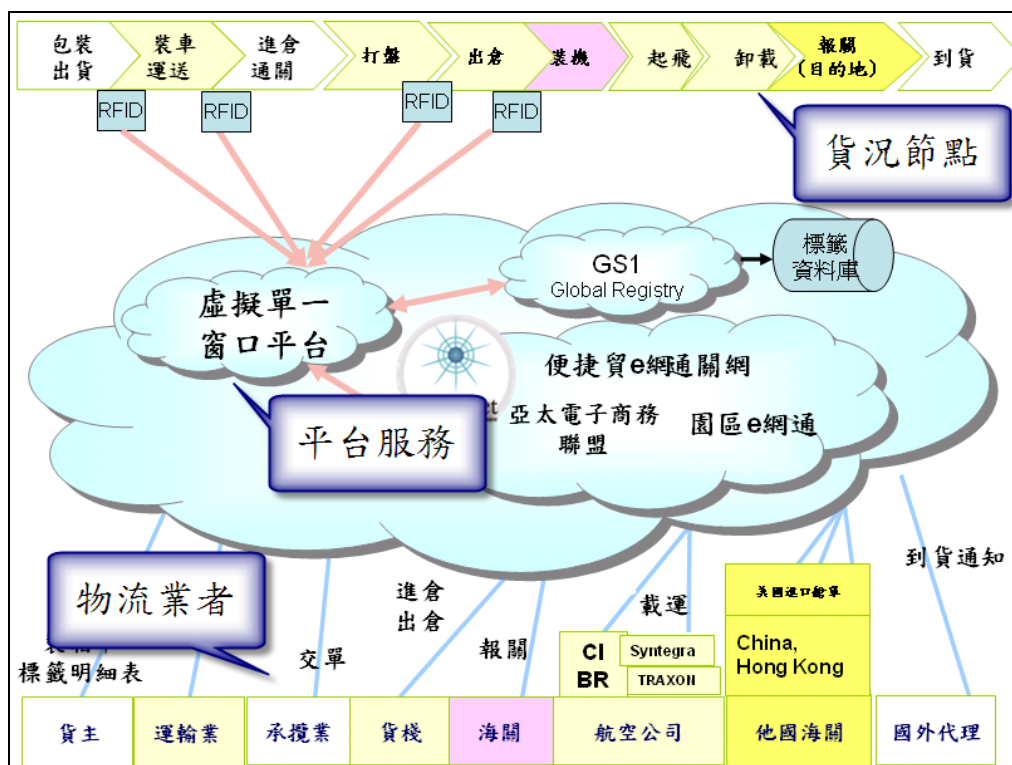 包裝
出貨
裝車
運送
進倉
通關
打盤
出倉
裝機
起飛
卸載
報關
(目的地)
到貨
RFID
RFID
RFID
RFID
貨況節點
標籤
資料庫
GS1
Global Registry
虛擬單一
窗口平台
便捷貿e網通關網
亞太電子商務
聯盟
園區e網通
平台服務
到貨通知
物流業者
進倉
出倉
載運
美國進口艙單
標籤明細表
交單
報關
CI
BR
Syntegra
TRAXON
China,
Hong Kong
貨主
運輸業
承攬業
貨棧
海關
航空公司
他國海關
國外代理